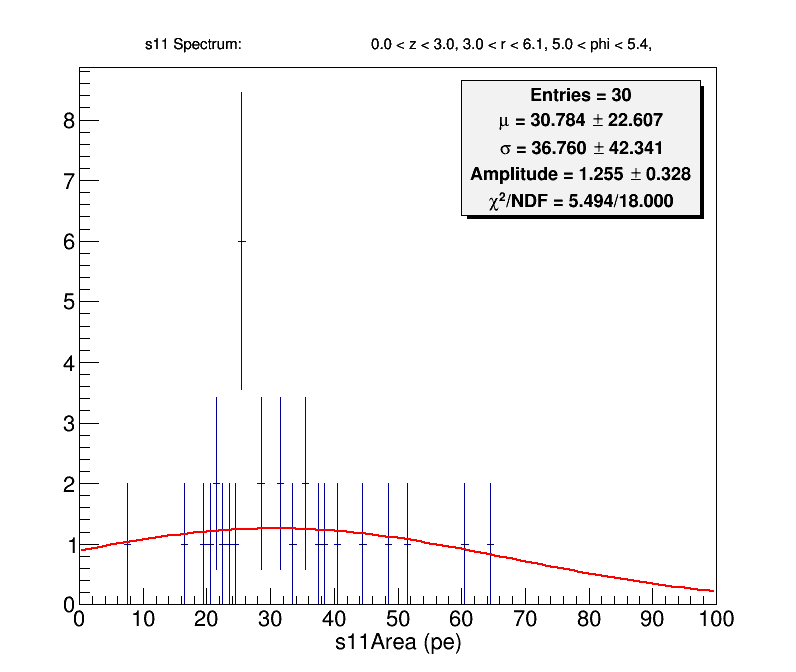 s11 Spectrum: 0.0 < z < 3.0, 3.0 < r < 6.1, 5.0 < phi < 5.4,
Entries = 30
μ = 30.784 ± 22.607
σ = 36.760 ± 42.341
Amplitude = 1.255 ± 0.328
χ²/NDF = 5.494/18.000
8
7
6
5
4
3
2
1
0
0 10 20 30 40 50 60 70 80 90 100
s11Area (pe)